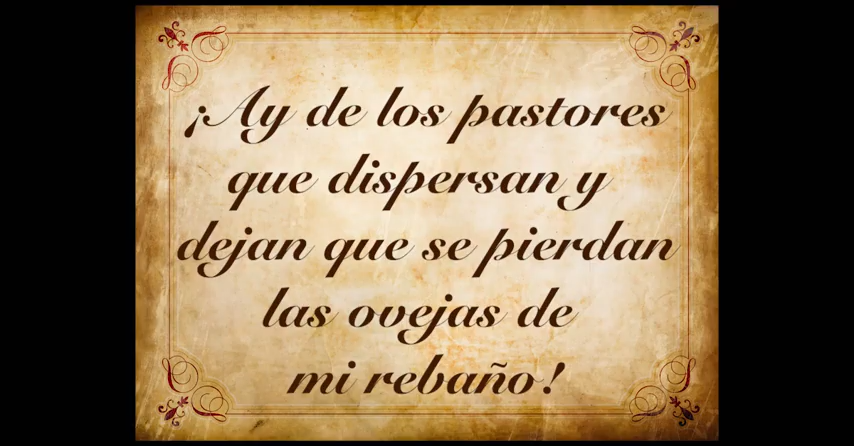 ¡Ay de los pastores
que dispersan y
dejan que se pierdan
las ovejas de
mi rebaño!